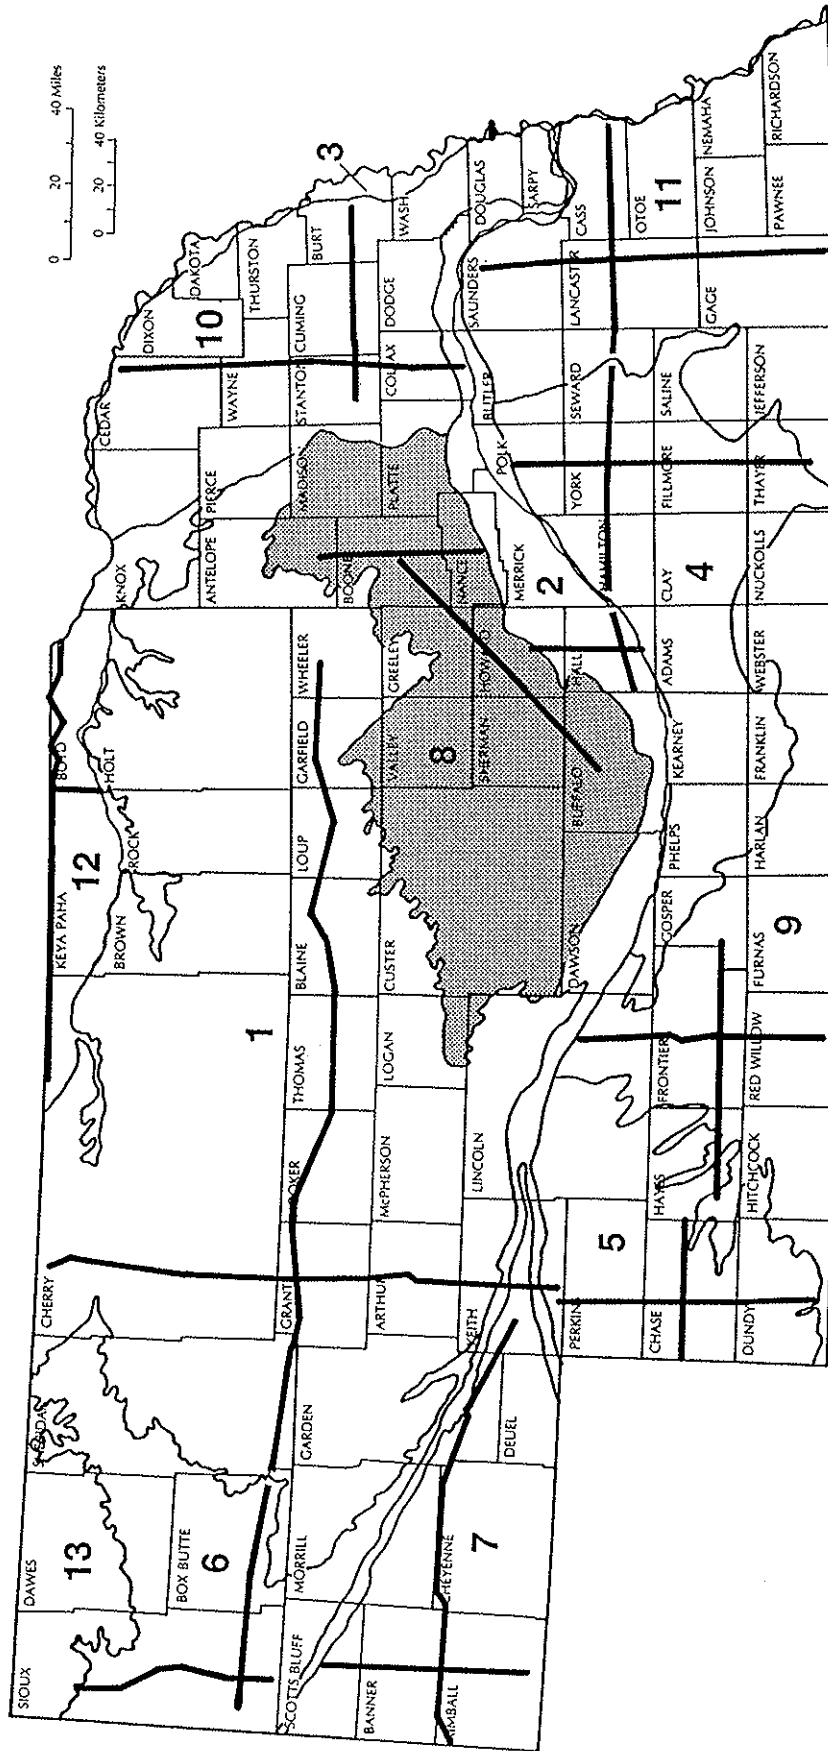 0 20 40 Miles
0 20 40 Kilometers
SIOUX
DAWES
13
CHERRY
KEYA PAHA
12
BOYD
HOLT
BROWN
ROCK
KNOX
CEDAR
DIXON
10
DAKOTA
BOX BUTTE
6
1
ANTELOPE
PIERCE
WAYNE
THURSTON
SCOTTS BLUFF
MORRILL
GARDEN
GRANT
THOMAS
BLAINE
LOUP
GARFIELD
WHEELER
BOONE
MADISON
STANTON
CUMING
BURT
3
BANNER
ARTHUR
McPHERSON
LOGAN
CUSTER
VALLEY
GREELEY
PLATTE
COLFAX
DODGE
WASH
KIMBALL
CHEYENNE
7
DEUEL
KEITH
LINCOLN
8
SHERMAN
HOWARD
NANCE
MERRICK
2
POLK
BUTLER
SAUNDERS
DOUGLAS
SARPY
PERKINS
5
DAWSON
BUFFALO
HALL
HAMILTON
YORK
SEWARD
LANCASTER
CASS
OTOE
11
CHASE
HAYES
FRONTIER
GOSPER
PHELPS
KEARNEY
ADAMS
CLAY
4
FILLMORE
SALINE
GAGE
JOHNSON
NEMAHA
DUNDY
HITCHCOCK
RED WILLOW
FURNAS
9
HARLAN
FRANKLIN
WEBSTER
NUCKOLLS
THAYER
JEFFERSON
PAWNEE
RICHARDSON